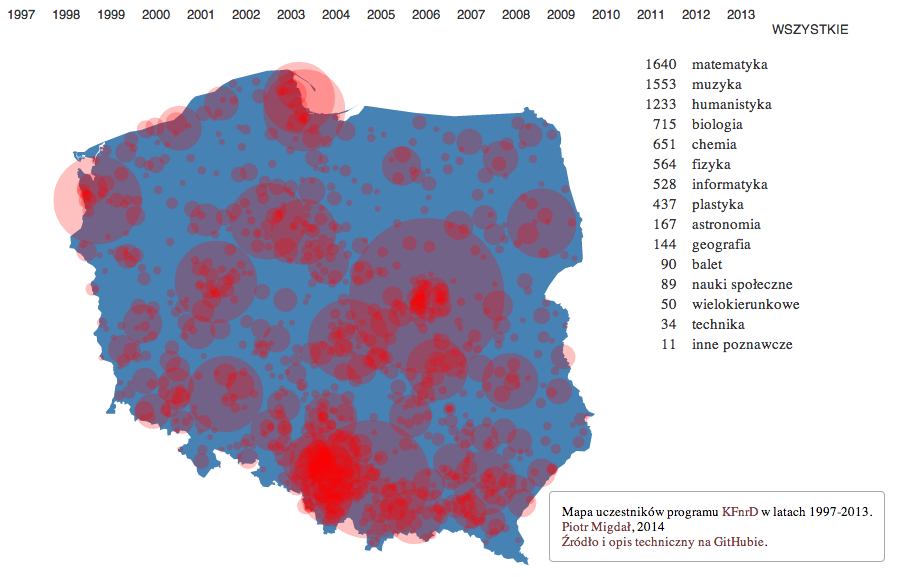 1997 1998 1999 2000 2001 2002 2003 2004 2005 2006 2007 2008 2009 2010 2011 2012 2013
WSZYSTKIE
1640 matematyka
1553 muzyka
1233 humanistyka
715 biologia
651 chemia
564 fizyka
528 informatyka
437 plastyka
167 astronomia
144 geografia
90 balet
89 nauki społeczne
50 wielokierunkowe
34 technika
11 inne poznawcze
Mapa uczestników programu KFnrD w latach 1997-2013.
Piotr Migdał, 2014
Źródło i opis techniczny na GitHubie.